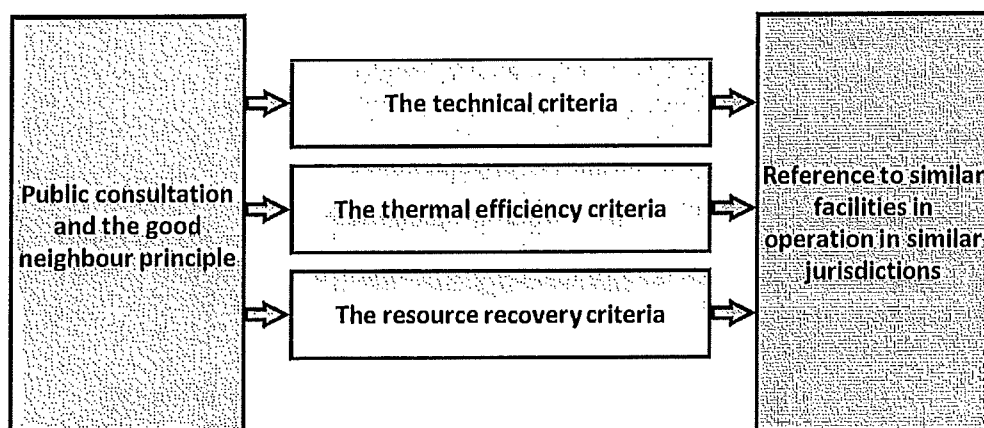 Public consultation
and the good
neighbour principle
The technical criteria
The thermal efficiency criteria
The resource recovery criteria
Reference to similar
facilities in
operation in similar
jurisdictions